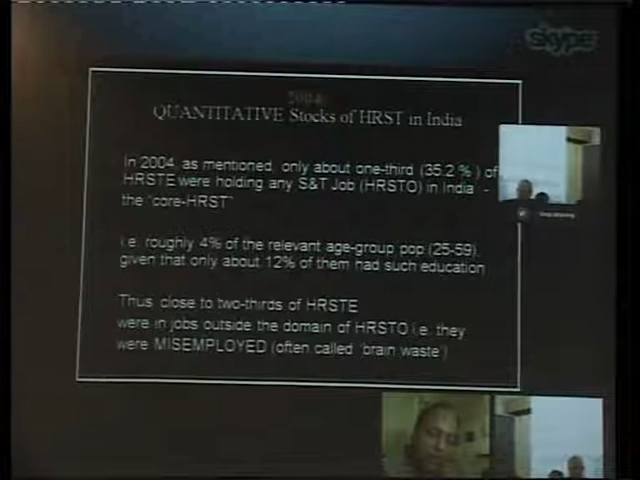 skype
2004
QUANTITATIVE Stocks of HRST in India
In 2004, as mentioned, only about one-third (35.2 %) of
HRSTE were holding any S&T Job (HRSTO) in India -
the "core-HRST"
i.e. roughly 4% of the relevant age-group pop (25-59),
given that only about 12% of them had such education
Thus close to two-thirds of HRSTE
were in jobs outside the domain of HRSTO i.e. they
were MISEMPLOYED (often called 'brain waste')